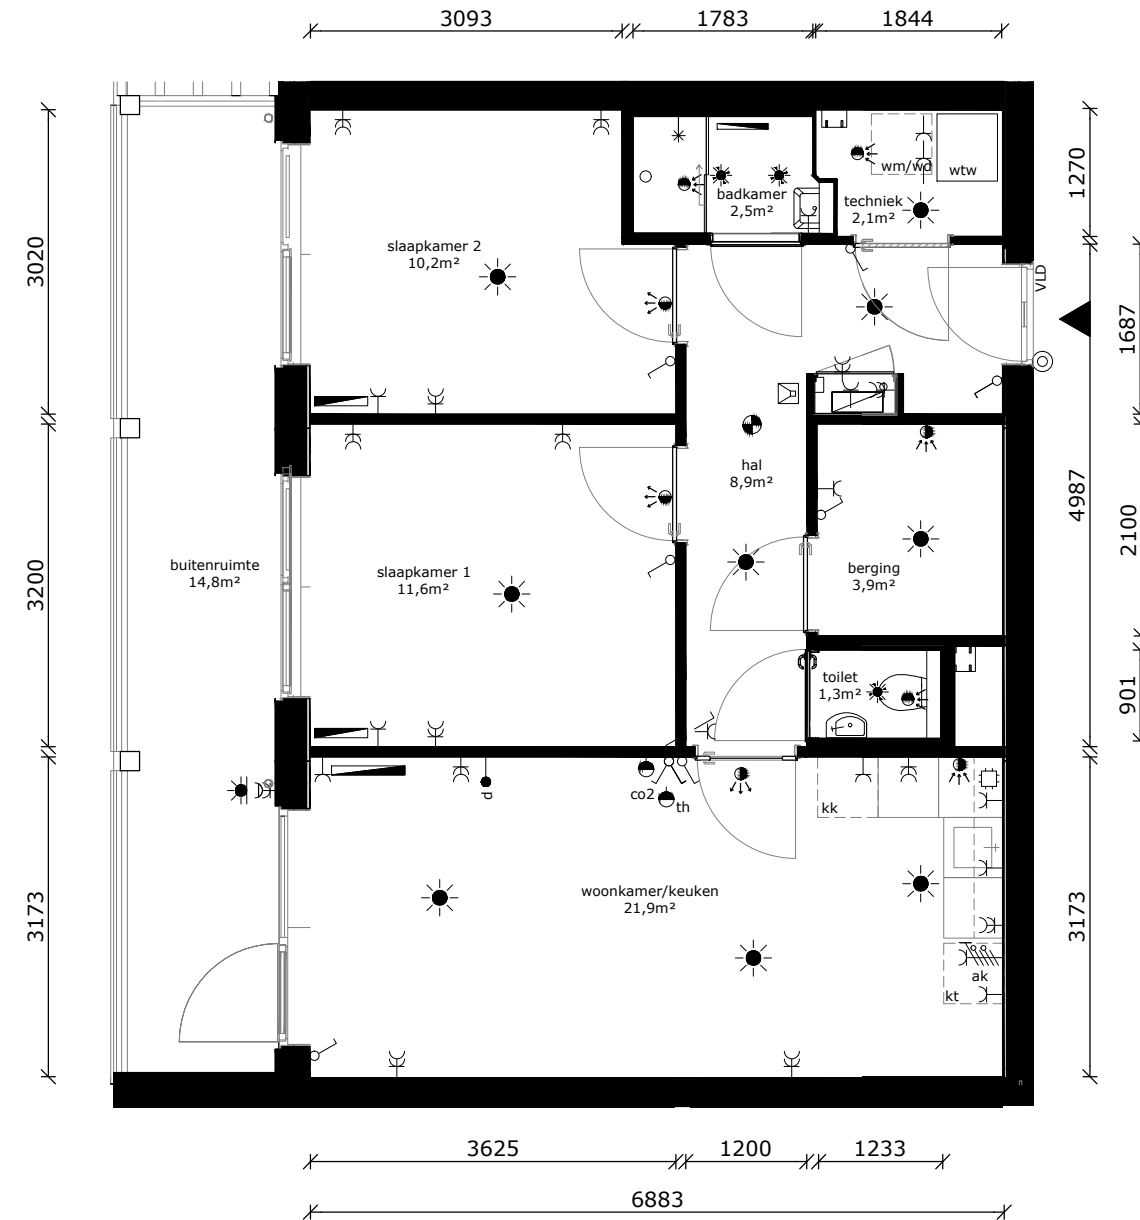 3093
1783
1844
badkamer
2,5m²
wm/wd
wtw
techniek
2,1m²
1270
slaapkamer 2
10,2m²
3020
VLD
1687
hal
8,9m²
4987
2100
buitenruimte
14,8m²
slaapkamer 1
11,6m²
berging
3,9m²
3200
toilet
1,3m²
901
co2
th
p
kk
woonkamer/keuken
21,9m²
3173
3173
ak
kt
3625
1200
1233
6883